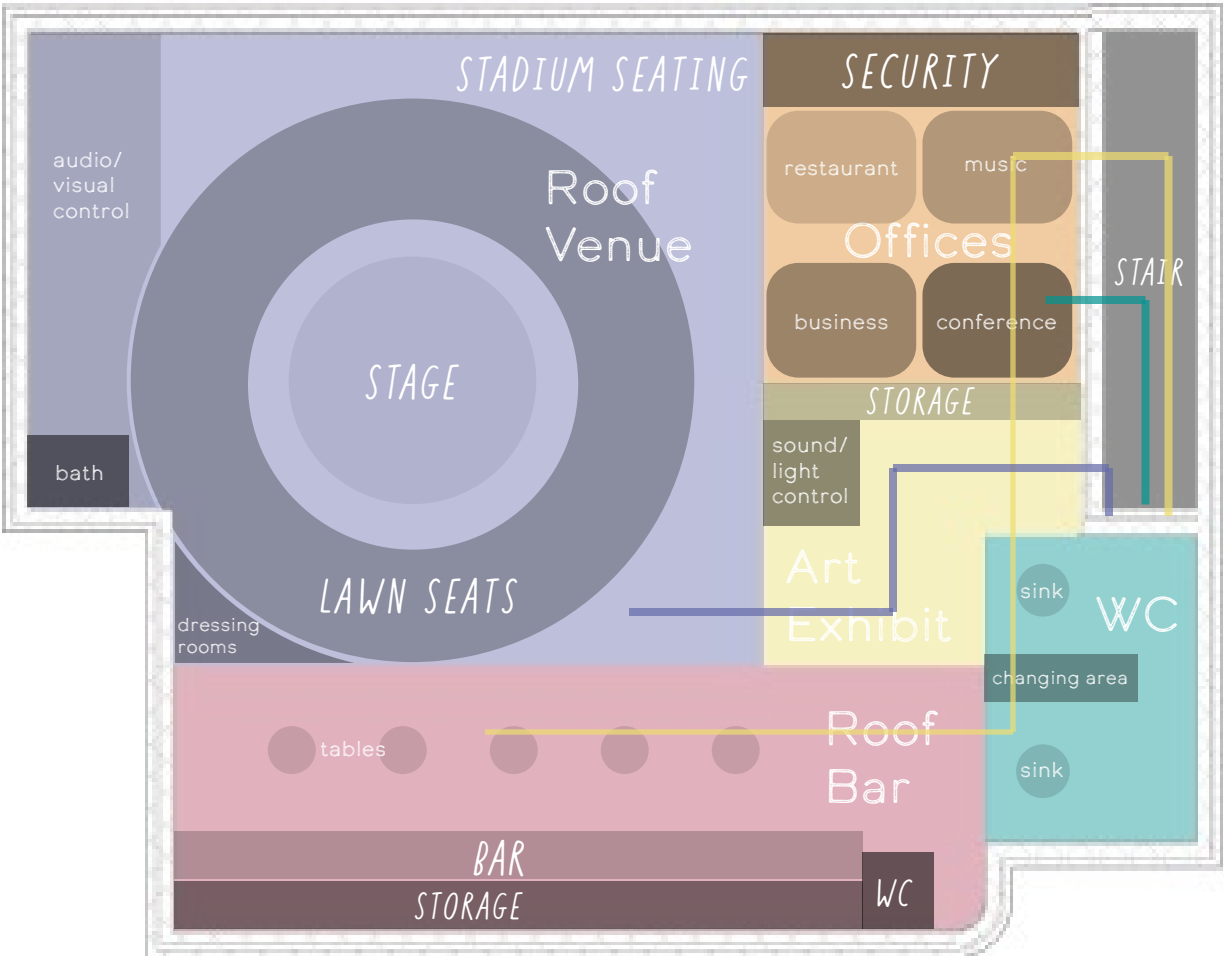 STADIUM SEATING
SECURITY
audio/
visual
control
Roof
Venue
restaurant
music
Offices
STAIR
business
conference
STAGE
STORAGE
sound/
light
control
bath
Art
Exhibit
LAWN SEATS
dressing
rooms
sink
WC
changing area
tables
Roof
Bar
sink
BAR
STORAGE
WC